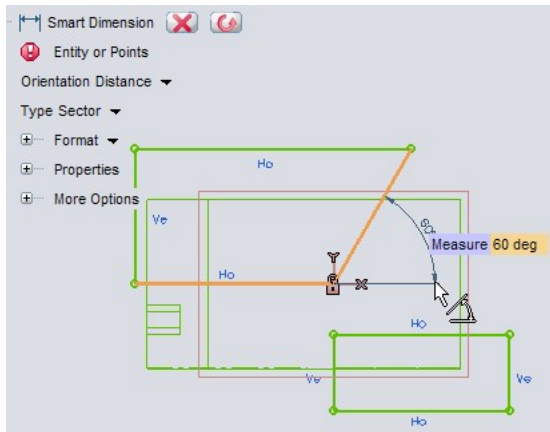 Smart Dimension
Entity or Points
Orientation Distance
Type Sector
Format
Properties
More Options
Ho
Ve
60°
Measure 60 deg
Ho
Y
X
Ho
Ve
Ve
Ho